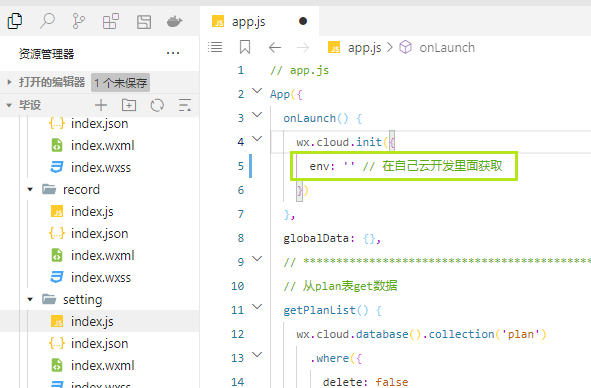 app.js
资源管理器
app.js
onLaunch
打开的编辑器
1 个未保存
毕设
index.json
index.wxml
index.wxss
record
index.js
index.json
index.wxml
index.wxss
setting
index.js
index.json
index.wxml
index.wxss
1 // app.js
2 App({
3 onLaunch() {
4 wx.cloud.init({
5 env: '' // 在自己云开发里面获取
6 })
7 },
8 globalData: {},
9 // ******************************************
10 // 从plan表get数据
11 getPlanList() {
12 wx.cloud.database().collection('plan')
13 .where({
14 delete: false